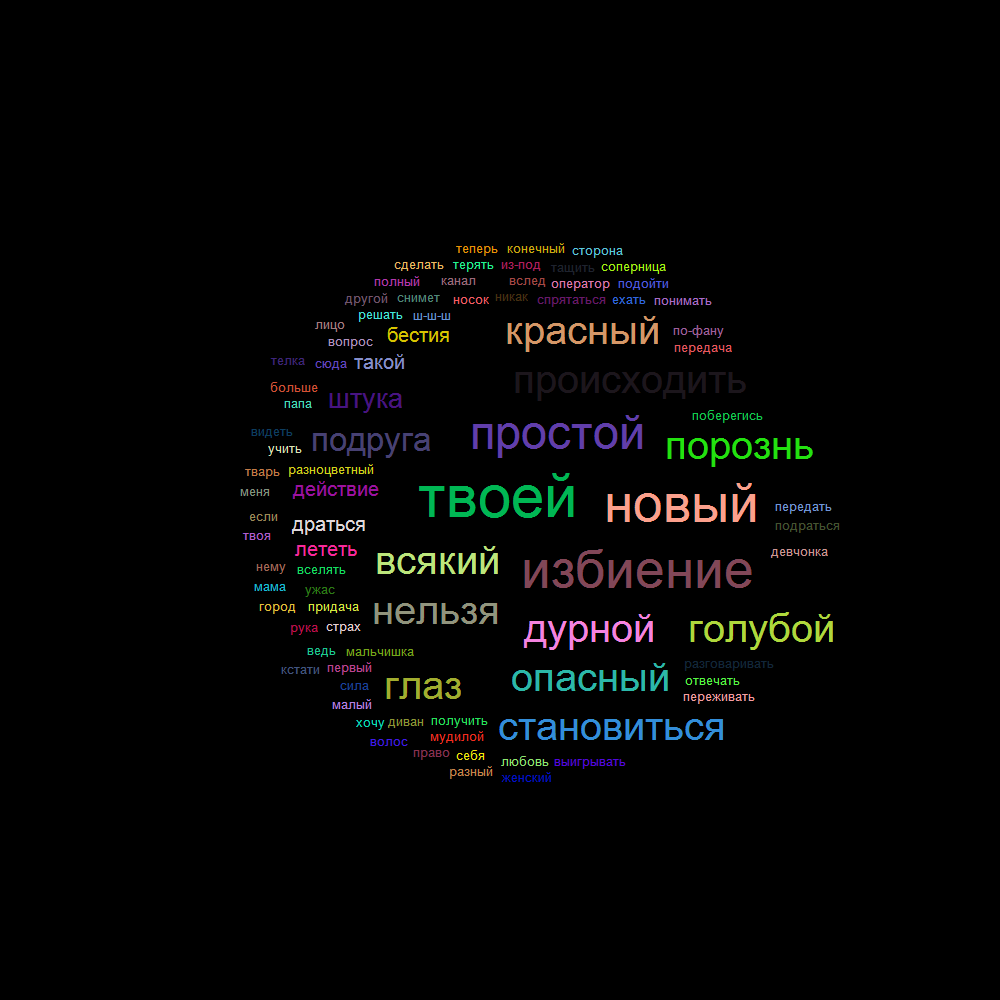 теперь конечный сторона
сделать терять из-под тащить соперница
полный канал вслед оператор подойти
другой снимет носок никак спрятаться ехать понимать
решать ш-ш-ш
лицо бестия красный по-фану
вопрос передача
телка сюда такой
происходить
больше
папа штука
поберегись
видеть подруга простой порознь
учить
тварь разноцветный
меня действие твоей новый передать
если драться подраться
твоя
лететь всякий избиение девчонка
нему вселять
мама ужас
город придача нельзя
рука страх дурной голубой
ведь мальчишка
кстати первый опасный разговаривать
сила глаз отвечать
малый переживать
хочу диван получить становиться
волос мудилой
право себя
любовь выигрывать
разный женский